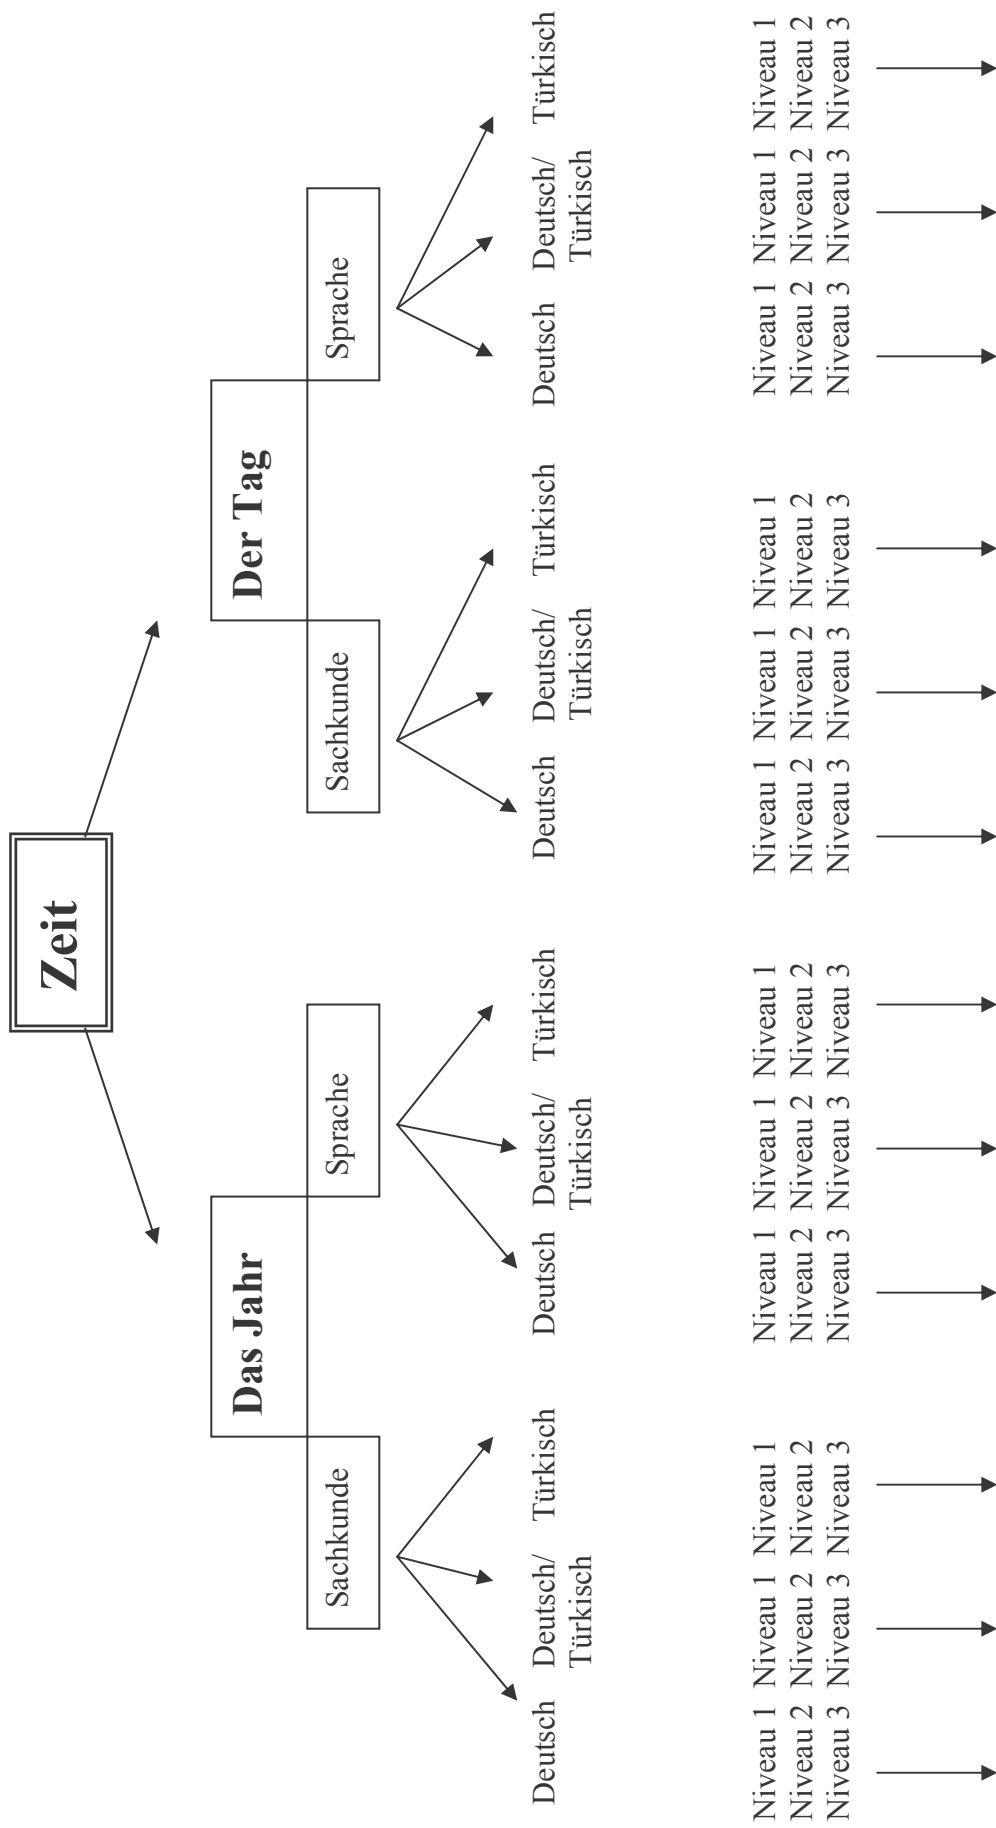 Zeit
Das Jahr
Der Tag
Sachkunde
Sprache
Sachkunde
Sprache
Deutsch
Deutsch/
Türkisch
Türkisch
Deutsch
Deutsch/
Türkisch
Türkisch
Deutsch
Deutsch/
Türkisch
Türkisch
Deutsch
Deutsch/
Türkisch
Türkisch
Niveau 1 Niveau 1 Niveau 1
Niveau 2 Niveau 2 Niveau 2
Niveau 3 Niveau 3 Niveau 3
Niveau 1 Niveau 1 Niveau 1
Niveau 2 Niveau 2 Niveau 2
Niveau 3 Niveau 3 Niveau 3
Niveau 1 Niveau 1 Niveau 1
Niveau 2 Niveau 2 Niveau 2
Niveau 3 Niveau 3 Niveau 3
Niveau 1 Niveau 1 Niveau 1
Niveau 2 Niveau 2 Niveau 2
Niveau 3 Niveau 3 Niveau 3